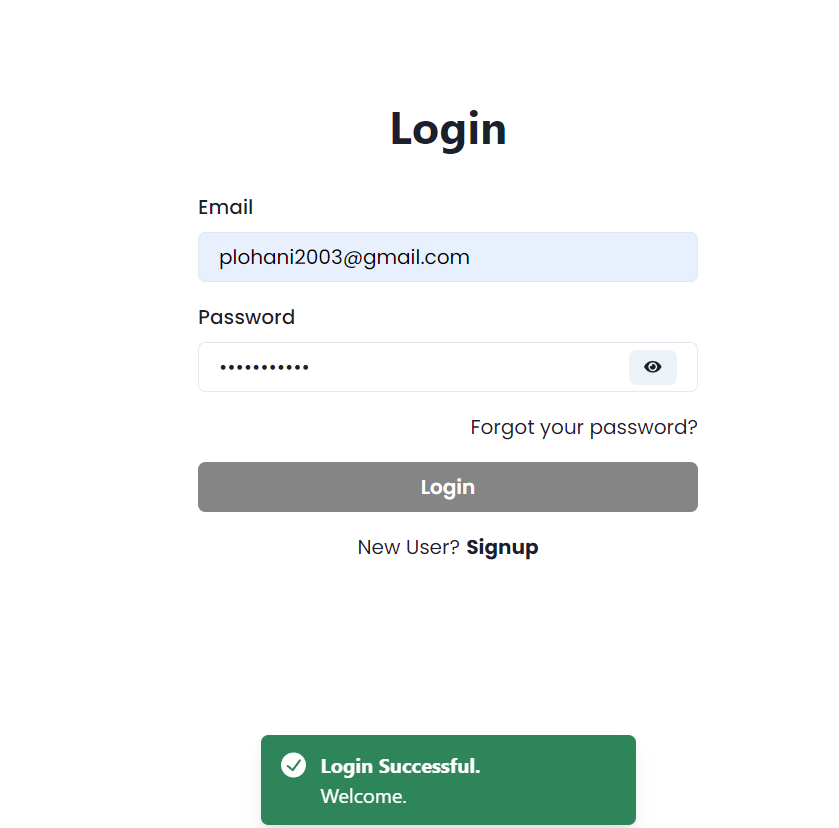 Login
Email
plohani2003@gmail.com
Password
•••••••••••
Forgot your password?
Login
New User? Signup
Login Successful.
Welcome.